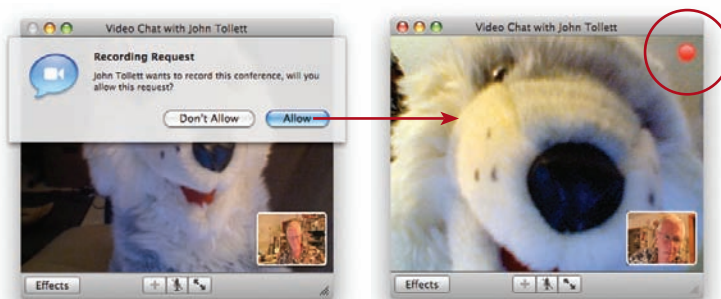 Video Chat with John Tollett
Recording Request
John Tollett wants to record this conference, will you
allow this request?
Don't Allow
Allow
Effects
Video Chat with John Tollett
Effects